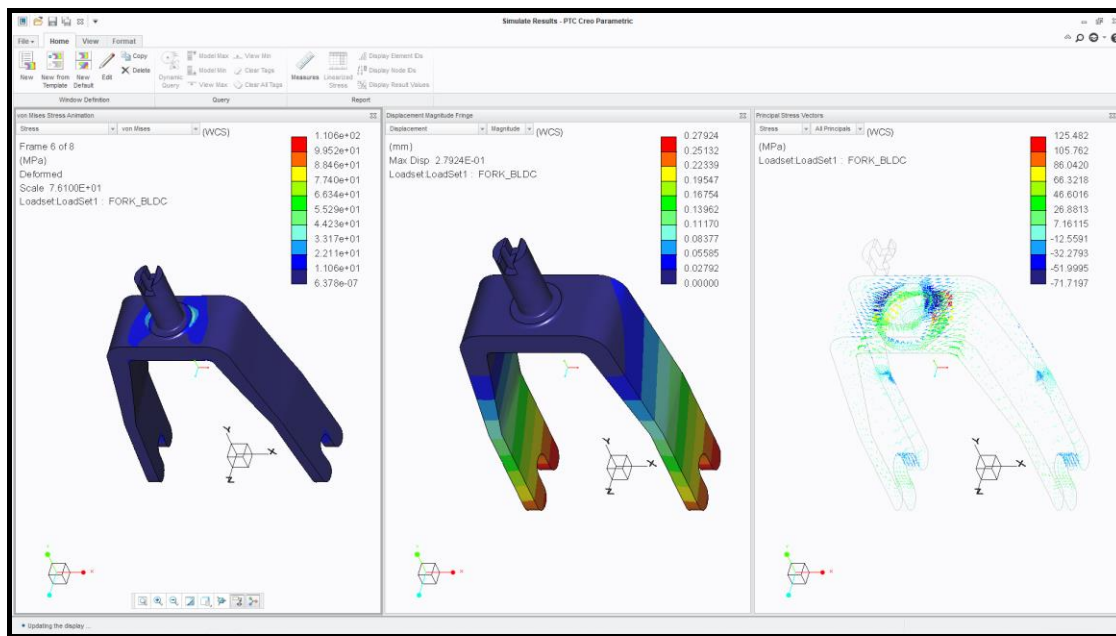 Simulate Results - PTC Creo Parametric
File Home View Format
New
New from Template
New Default
Edit
Copy
Delete
Window Definition
Dynamic Query
Model Max
Model Min
View Max
View Min
Clear Tags
Clear All Tags
Query
Measures
Linearized Stress
Display Element IDs
Display Node IDs
Display Result Values
Report
von Mises Stress Animation
Stress von Mises (WCS)
Frame 6 of 8
(MPa)
Deformed
Scale 7.6100E+01
Loadset:LoadSet1 : FORK_BLDC
1.106e+02
9.952e+01
8.846e+01
7.740e+01
6.634e+01
5.529e+01
4.423e+01
3.317e+01
2.211e+01
1.106e+01
6.378e-07
Y
X
Z
Displacement Magnitude Fringe
Displacement Magnitude (WCS)
(mm)
Max Disp 2.7924E-01
Loadset:LoadSet1 : FORK_BLDC
0.27924
0.25132
0.22339
0.19547
0.16754
0.13962
0.11170
0.08377
0.05585
0.02792
0.00000
Y
X
Z
Principal Stress Vectors
Stress All Principals (WCS)
(MPa)
Loadset:LoadSet1 : FORK_BLDC
125.482
105.762
86.0420
66.3218
46.6016
26.8813
7.16115
-12.5591
-32.2793
-51.9995
-71.7197
Y
X
Z
Updating the display ...